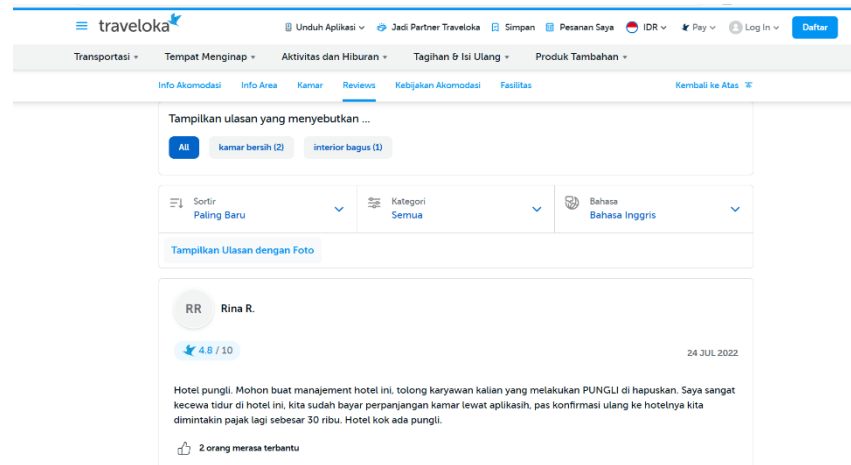 traveloka
Unduh Aplikasi Jadi Partner Traveloka Simpan Pesanan Saya IDR Pay Log In Daftar
Transportasi Tempat Menginap Aktivitas dan Hiburan Tagihan & Isi Ulang Produk Tambahan
Info Akomodasi Info Area Kamar Reviews Kebijakan Akomodasi Fasilitas Kembali ke Atas
Tampilkan ulasan yang menyebutkan ...
All kamar bersih (2) interior bagus (1)
Sortir Kategori Bahasa
Paling Baru Semua Bahasa Inggris
Tampilkan Ulasan dengan Foto
RR Rina R.
4.8 / 10
24 JUL 2022
Hotel pungli. Mohon buat manajement hotel ini, tolong karyawan kalian yang melakukan PUNGLI di hapuskan. Saya sangat
kecewa tidur di hotel ini, kita sudah bayar perpanjangan kamar lewat aplikasih, pas konfirmasi ulang ke hotelnya kita
dimintakin pajak lagi sebesar 30 ribu. Hotel kok ada pungli.
2 orang merasa terbantu